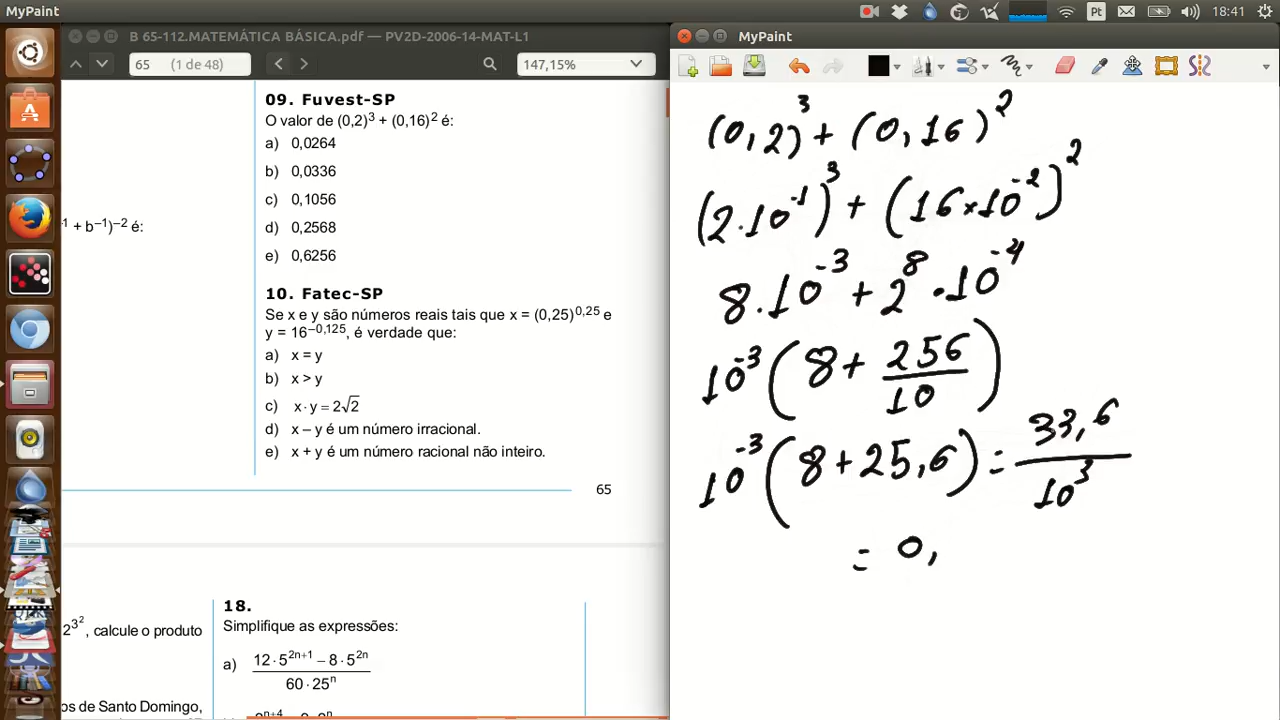 MyPaint
Pt
18:41
B 65-112.MATEMÁTICA BÁSICA.pdf — PV2D-2006-14-MAT-L1
65 (1 de 48)
147,15%
MyPaint
+ b⁻¹)⁻² é:
09. Fuvest-SP
O valor de (0,2)³ + (0,16)² é:
a) 0,0264
b) 0,0336
c) 0,1056
d) 0,2568
e) 0,6256
10. Fatec-SP
Se x e y são números reais tais que x = (0,25)^0,25 e
y = 16^–0,125, é verdade que:
a) x = y
b) x > y
c) x · y = 2√2
d) x – y é um número irracional.
e) x + y é um número racional não inteiro.
65
2^3^2, calcule o produto
os de Santo Domingo,
18.
Simplifique as expressões:
a) (12 · 5^2n+1 – 8 · 5^2n) / (60 · 25^n)
(0,2)³ + (0,16)²
(2·10⁻¹)³ + (16×10⁻²)²
8·10⁻³ + 2⁸·10⁻⁴
10⁻³(8 + 256/10)
10⁻³(8 + 25,6) = 33,6/10³
= 0,